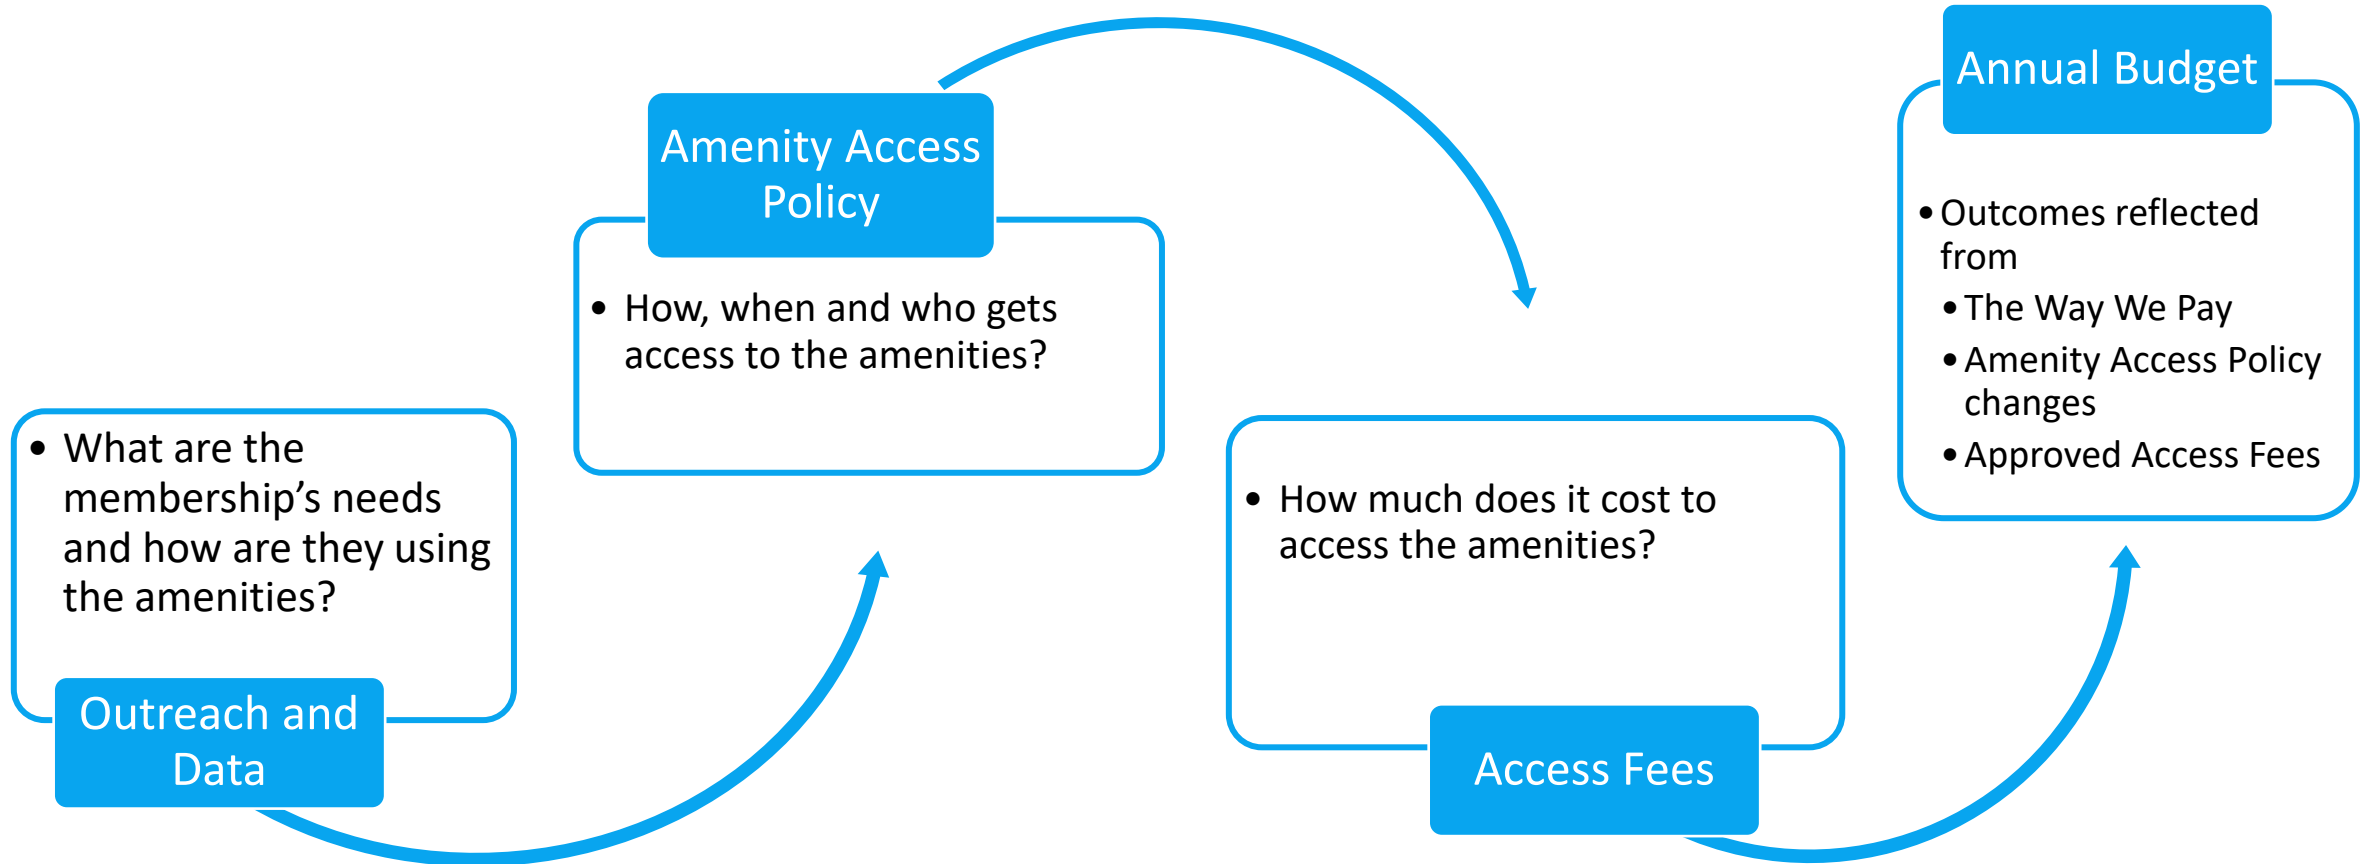 • What are the
membership’s needs
and how are they using
the amenities?
Outreach and
Data
Amenity Access
Policy
• How, when and who gets
access to the amenities?
• How much does it cost to
access the amenities?
Access Fees
Annual Budget
• Outcomes reflected
from
• The Way We Pay
• Amenity Access Policy
changes
• Approved Access Fees